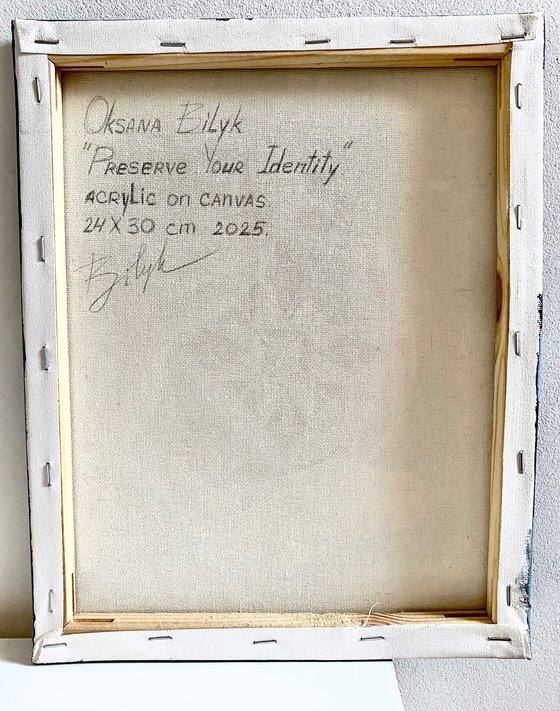 Oksana Bilyk
"Preserve Your Identity"
acrylic on canvas
24 x 30 cm 2025.
Bilyk